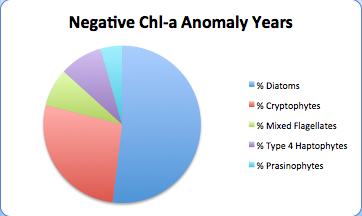 Negative Chl-a Anomaly Years
% Diatoms
% Cryptophytes
% Mixed Flagellates
% Type 4 Haptophytes
% Prasinophytes